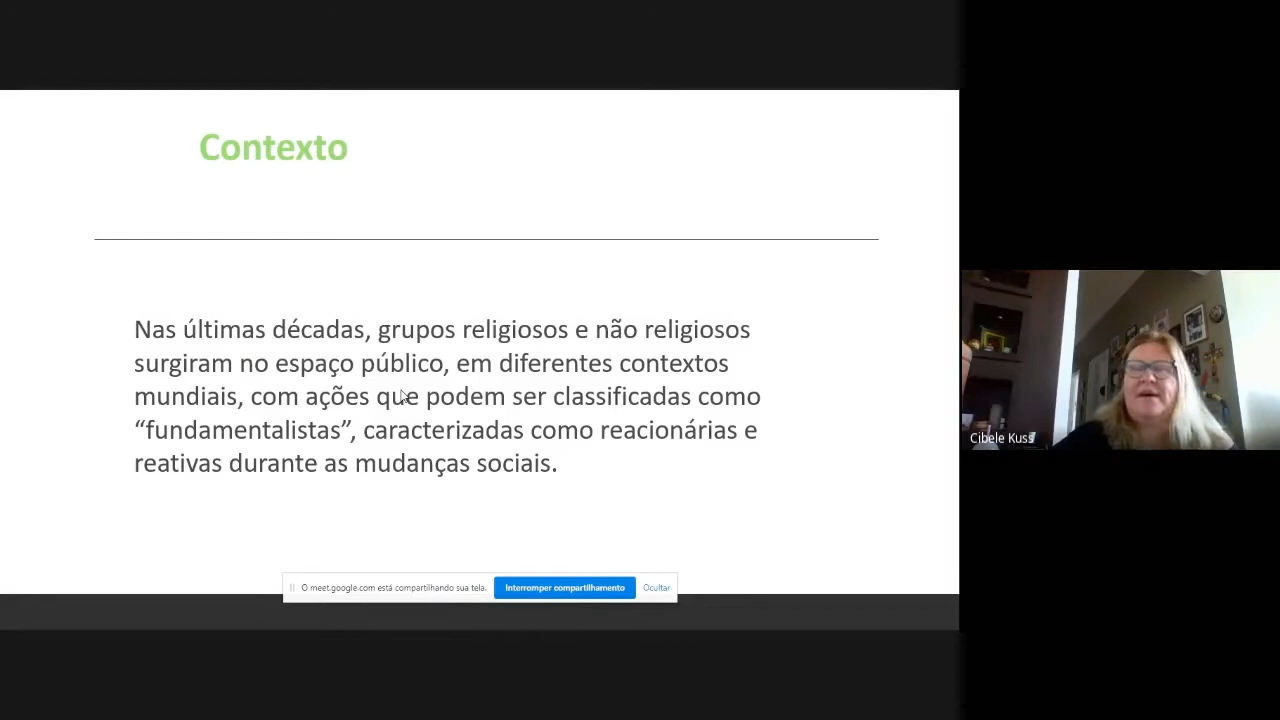 Contexto
Nas últimas décadas, grupos religiosos e não religiosos
surgiram no espaço público, em diferentes contextos
mundiais, com ações que podem ser classificadas como
“fundamentalistas”, caracterizadas como reacionárias e
reativas durante as mudanças sociais.
Cibele Kuss
O meet.google.com está compartilhando sua tela. Interromper compartilhamento Ocultar